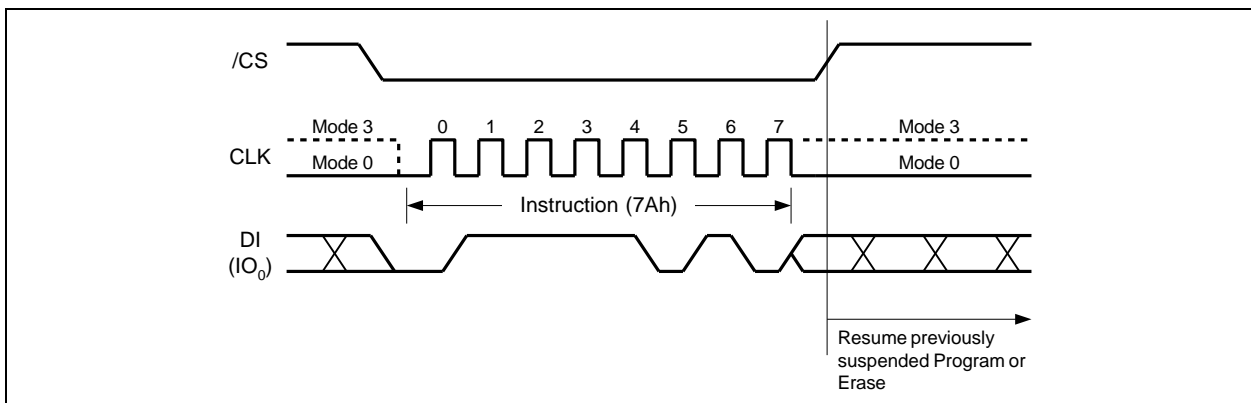 /CS
Mode 3 0 1 2 3 4 5 6 7 Mode 3
CLK
Mode 0 Mode 0
Instruction (7Ah)
DI
(IO0)
Resume previously
suspended Program or
Erase